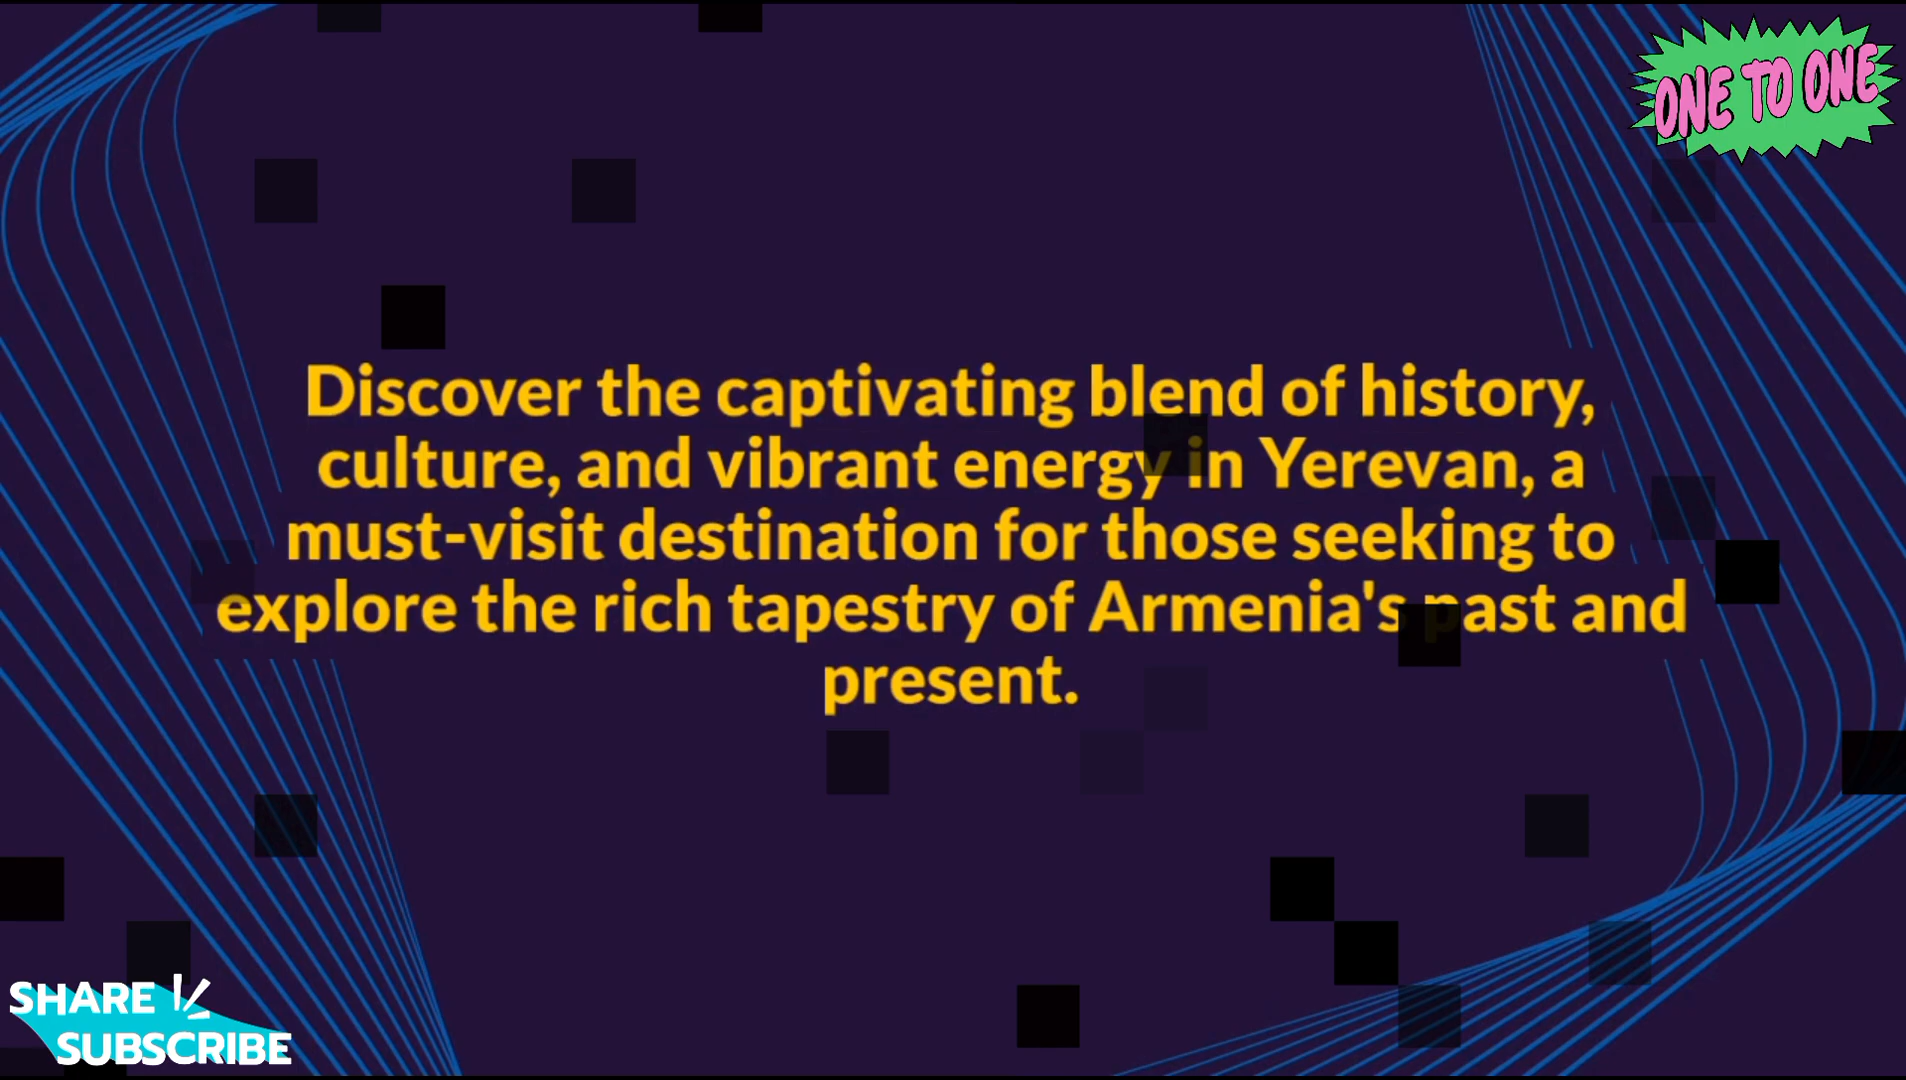 ONE TO ONE
Discover the captivating blend of history,
culture, and vibrant energy in Yerevan, a
must-visit destination for those seeking to
explore the rich tapestry of Armenia's past and
present.
SHARE
SUBSCRIBE